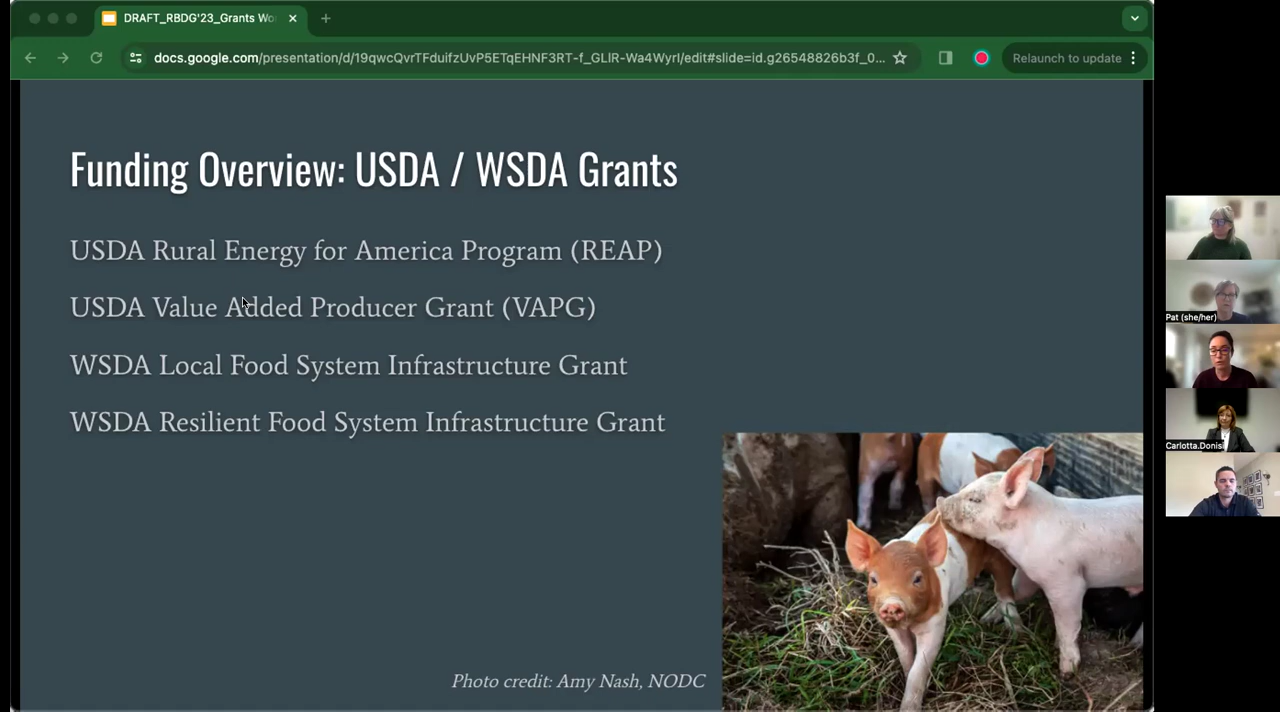 DRAFT_RBDG'23_Grants Wo
docs.google.com/presentation/d/19qwcQvrTFduifzUvP5ETqEHNF3RT-f_GLlR-Wa4WyrI/edit#slide=id.g26548826b3f_0...
Relaunch to update
Funding Overview: USDA / WSDA Grants
USDA Rural Energy for America Program (REAP)
USDA Value Added Producer Grant (VAPG)
WSDA Local Food System Infrastructure Grant
WSDA Resilient Food System Infrastructure Grant
Photo credit: Amy Nash, NODC
Pat (she/her)
Carlotta.Donisi